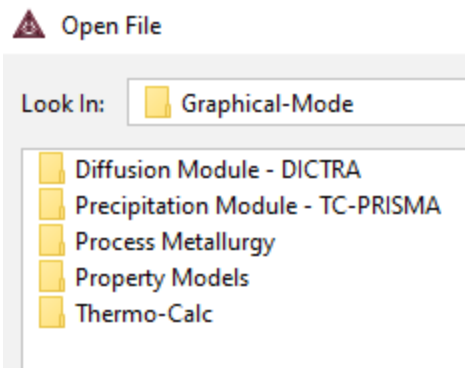 Open File
Look In: Graphical-Mode
Diffusion Module - DICTRA
Precipitation Module - TC-PRISMA
Process Metallurgy
Property Models
Thermo-Calc